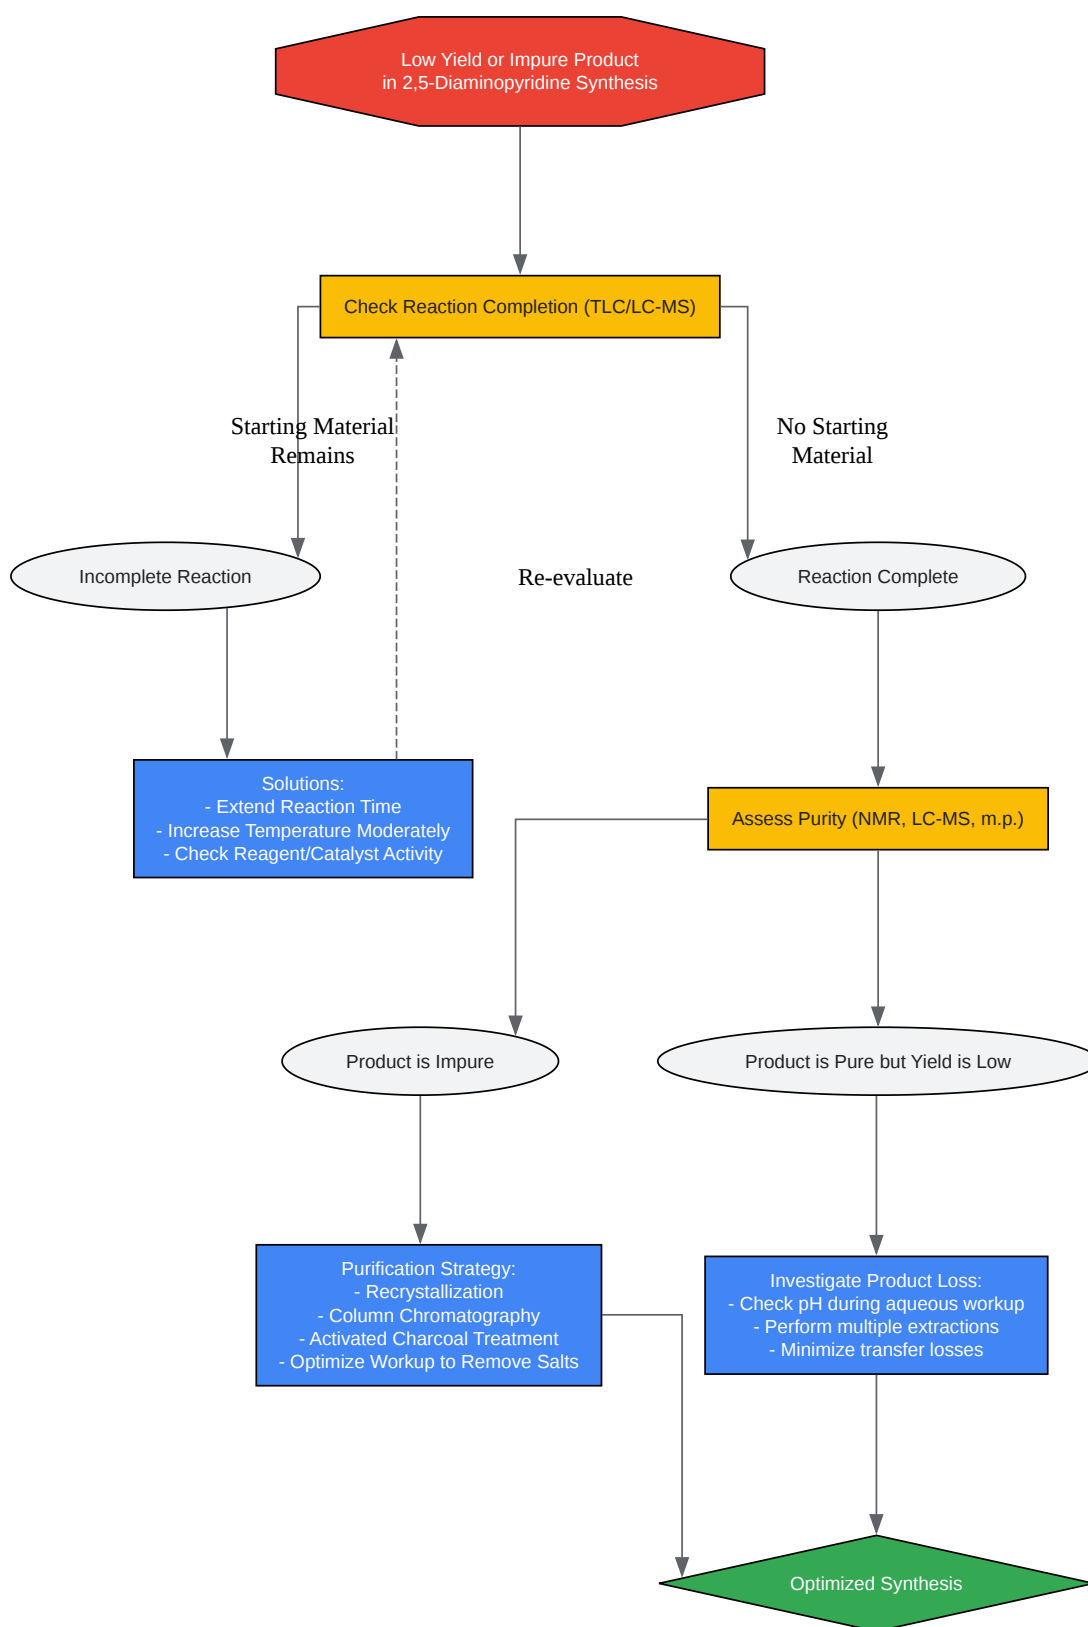 Low Yield or Impure Product
in 2,5-Diaminopyridine Synthesis
Check Reaction Completion (TLC/LC-MS)
Starting Material
Remains
No Starting
Material
Incomplete Reaction
Re-evaluate
Reaction Complete
Solutions:
- Extend Reaction Time
- Increase Temperature Moderately
- Check Reagent/Catalyst Activity
Assess Purity (NMR, LC-MS, m.p.)
Product is Impure
Product is Pure but Yield is Low
Purification Strategy:
- Recrystallization
- Column Chromatography
- Activated Charcoal Treatment
- Optimize Workup to Remove Salts
Investigate Product Loss:
- Check pH during aqueous workup
- Perform multiple extractions
- Minimize transfer losses
Optimized Synthesis